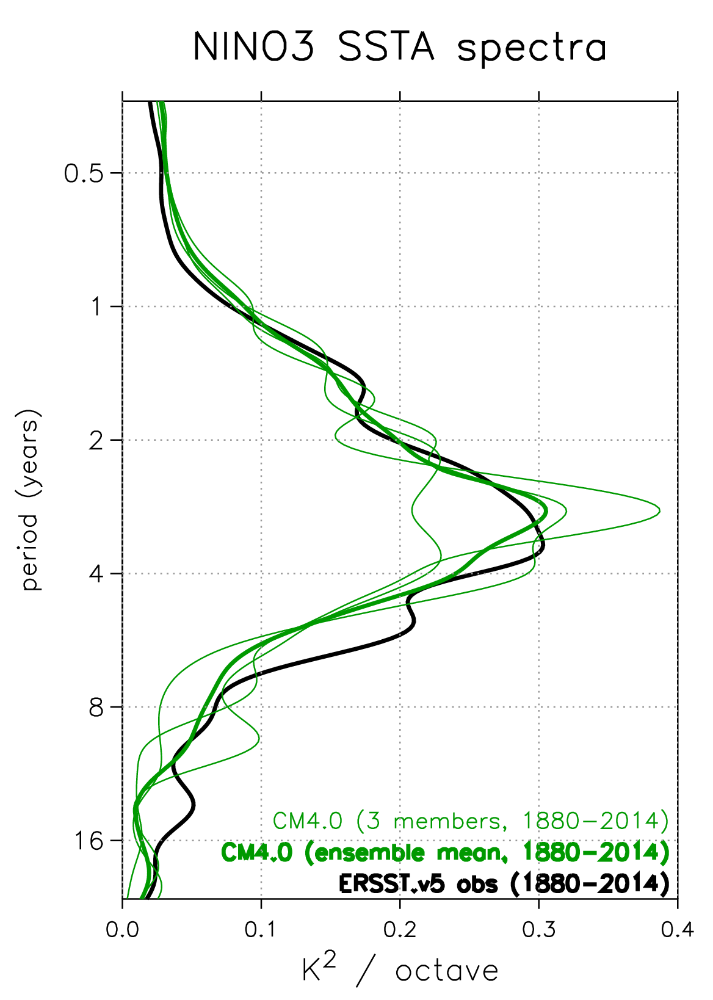 NINO3 SSTA spectra
0.5
1
2
4
8
16
period (years)
CM4.0 (3 members, 1880-2014)
CM4.0 (ensemble mean, 1880-2014)
ERSST.v5 obs (1880-2014)
0.0 0.1 0.2 0.3 0.4
K² / octave